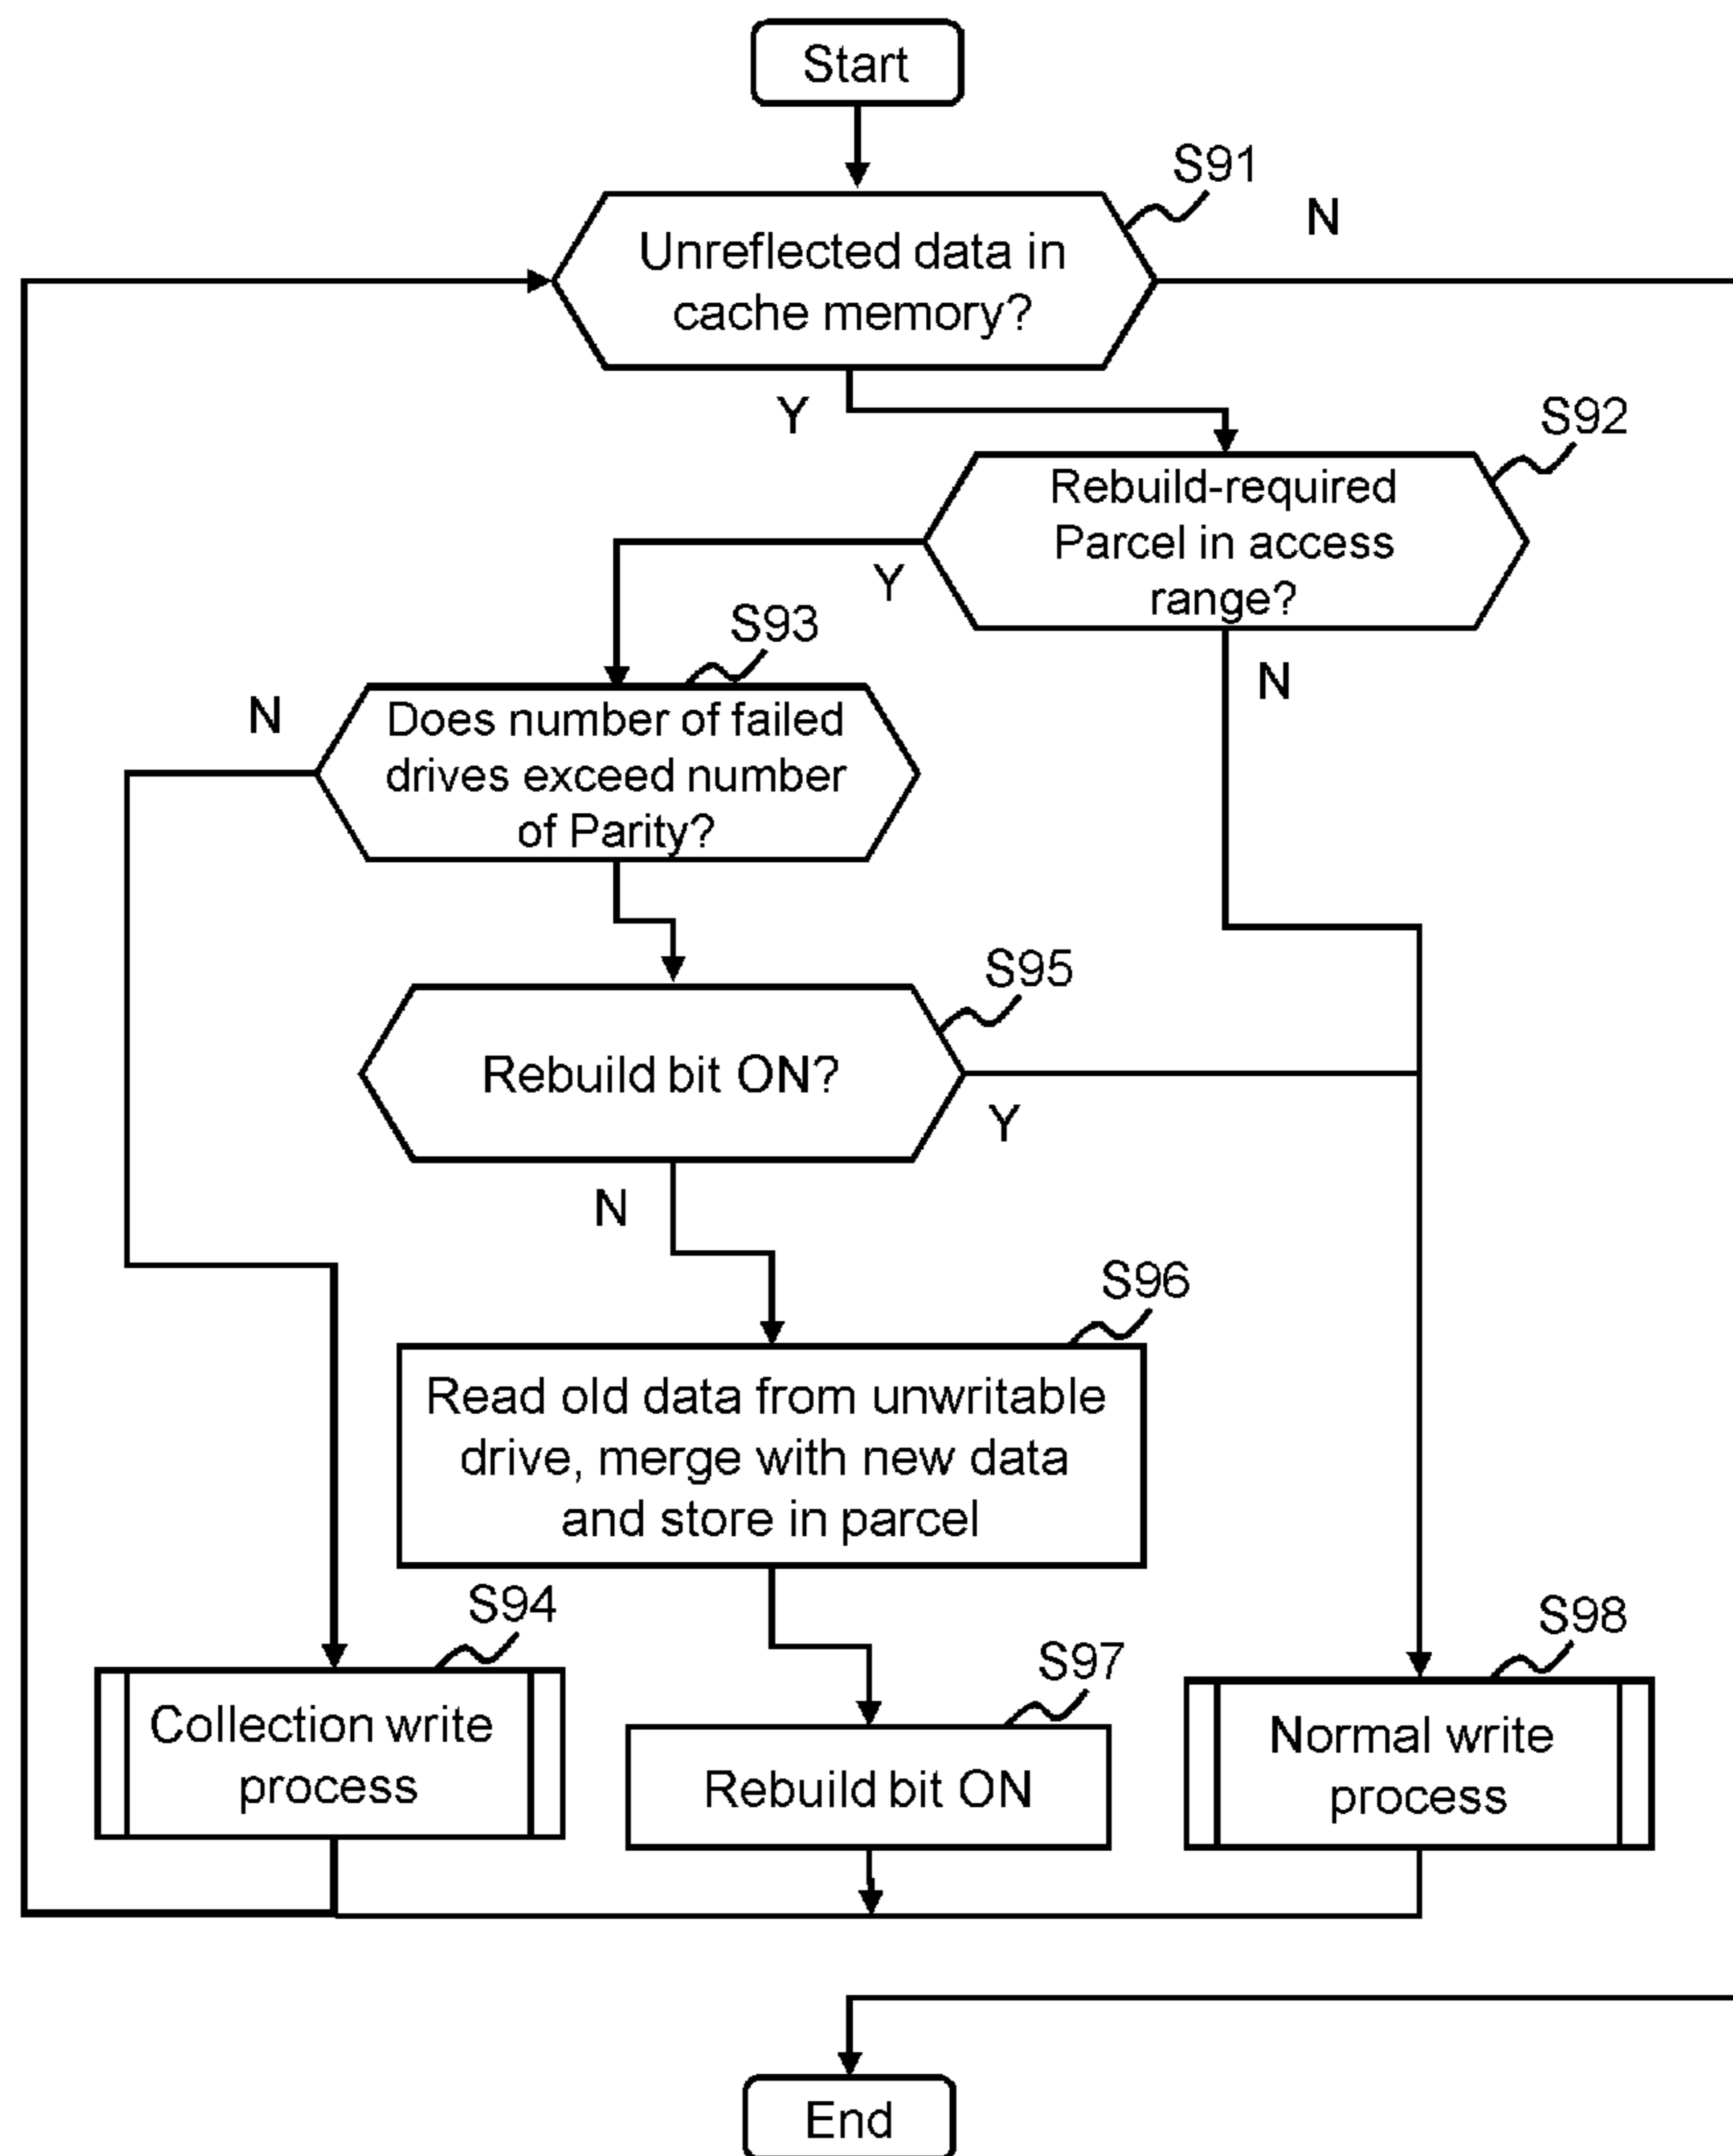 Start
S91
N
Unreflected data in
cache memory?
Y
S92
Rebuild-required
Parcel in access
range?
Y
S93
N
N
Does number of failed
drives exceed number
of Parity?
S95
Rebuild bit ON?
Y
N
S96
Read old data from unwritable
drive, merge with new data
and store in parcel
S94
S97
S98
Collection write
process
Rebuild bit ON
Normal write
process
End